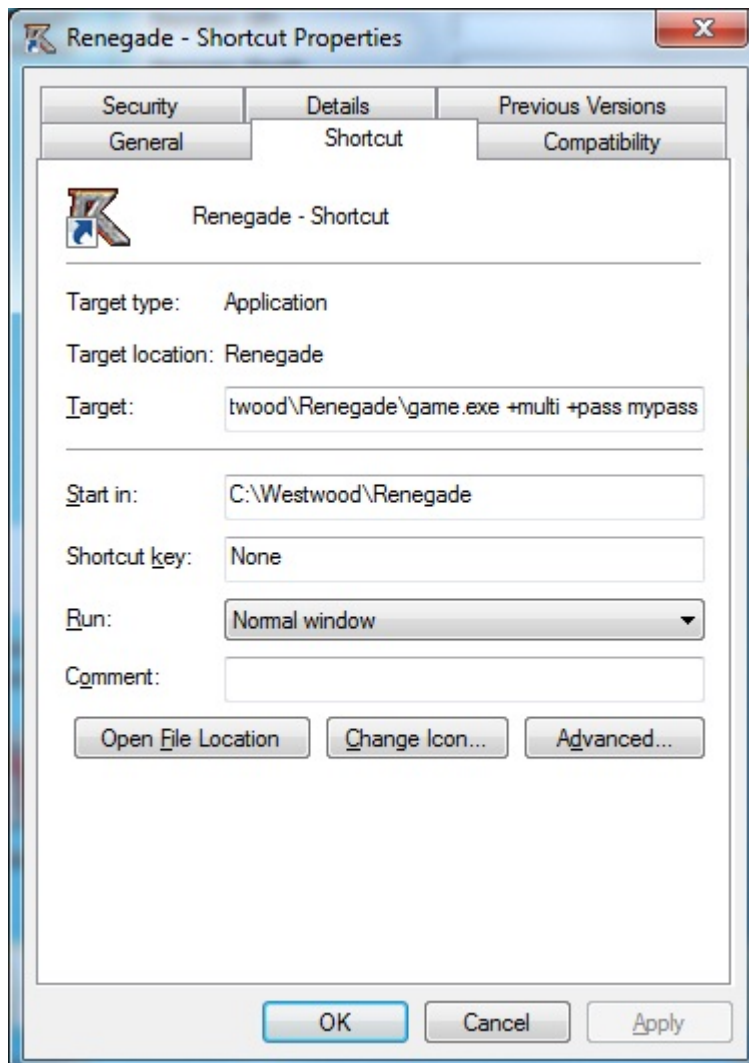 Renegade - Shortcut Properties
Security Details Previous Versions
General Shortcut Compatibility
Renegade - Shortcut
Target type: Application
Target location: Renegade
Target: twood\Renegade\game.exe +multi +pass mypass
Start in: C:\Westwood\Renegade
Shortcut key: None
Run: Normal window
Comment:
Open File Location Change Icon... Advanced...
OK Cancel Apply